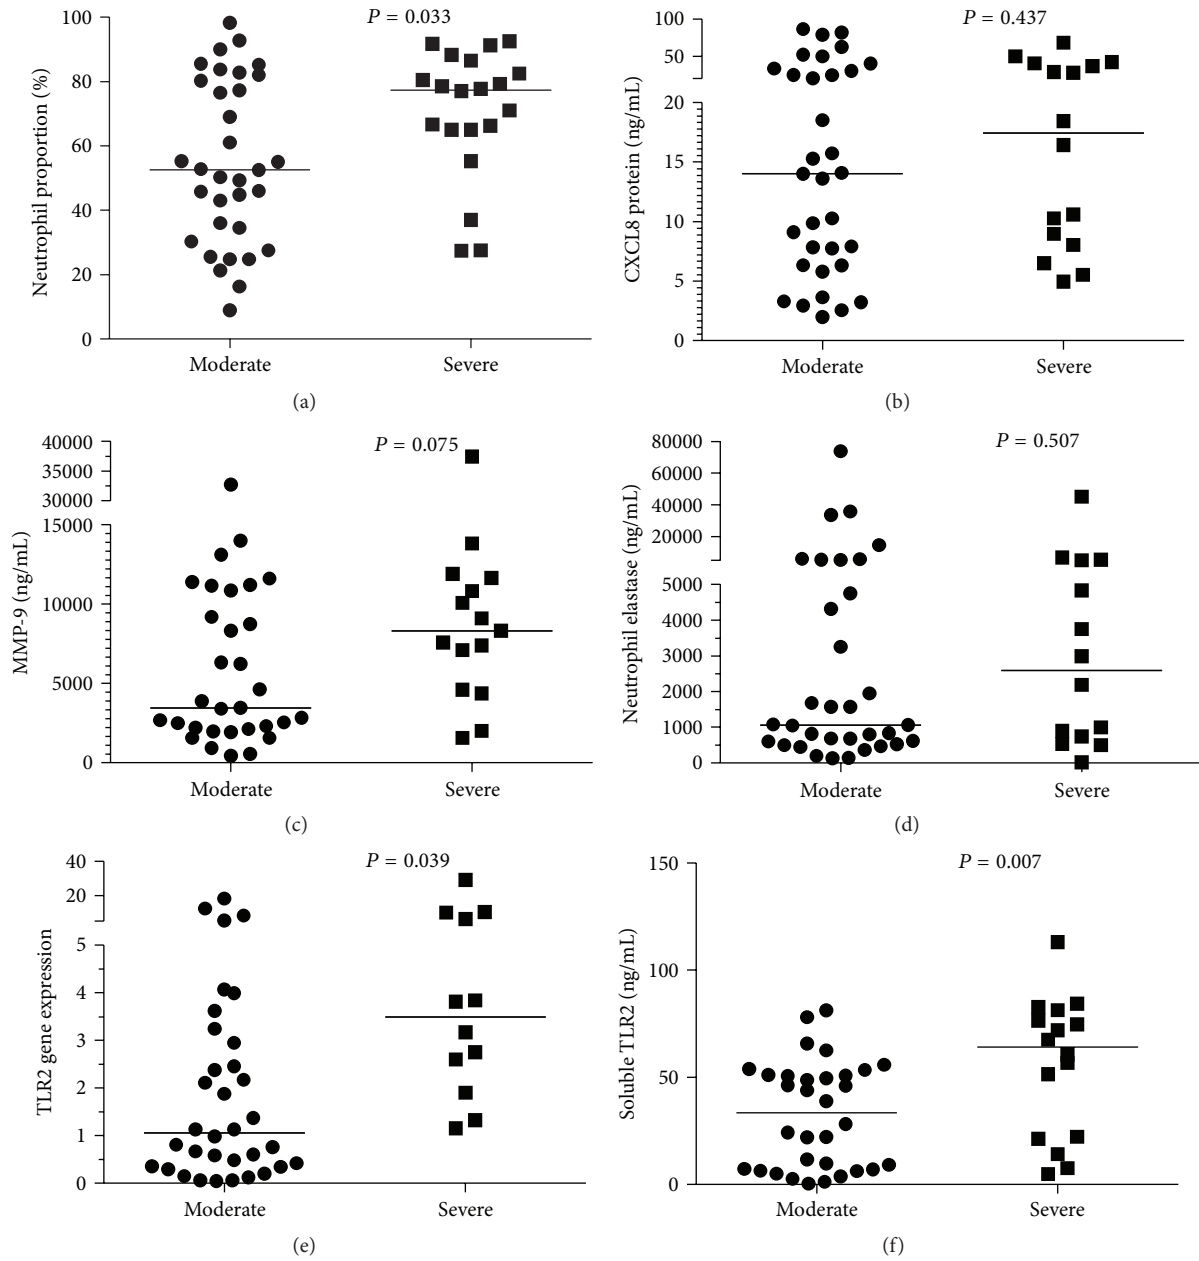 P = 0.033
Neutrophil proportion (%)
100
80
60
40
20
0
Moderate
Severe
(a)
P = 0.437
CXCL8 protein (ng/mL)
100
50
20
15
10
5
0
Moderate
Severe
(b)
P = 0.075
MMP-9 (ng/mL)
40000
35000
30000
15000
10000
5000
0
Moderate
Severe
(c)
P = 0.507
Neutrophil elastase (ng/mL)
80000
60000
40000
20000
5000
4000
3000
2000
1000
0
Moderate
Severe
(d)
P = 0.039
TLR2 gene expression
40
20
5
4
3
2
1
0
Moderate
Severe
(e)
P = 0.007
Soluble TLR2 (ng/mL)
150
100
50
0
Moderate
Severe
(f)